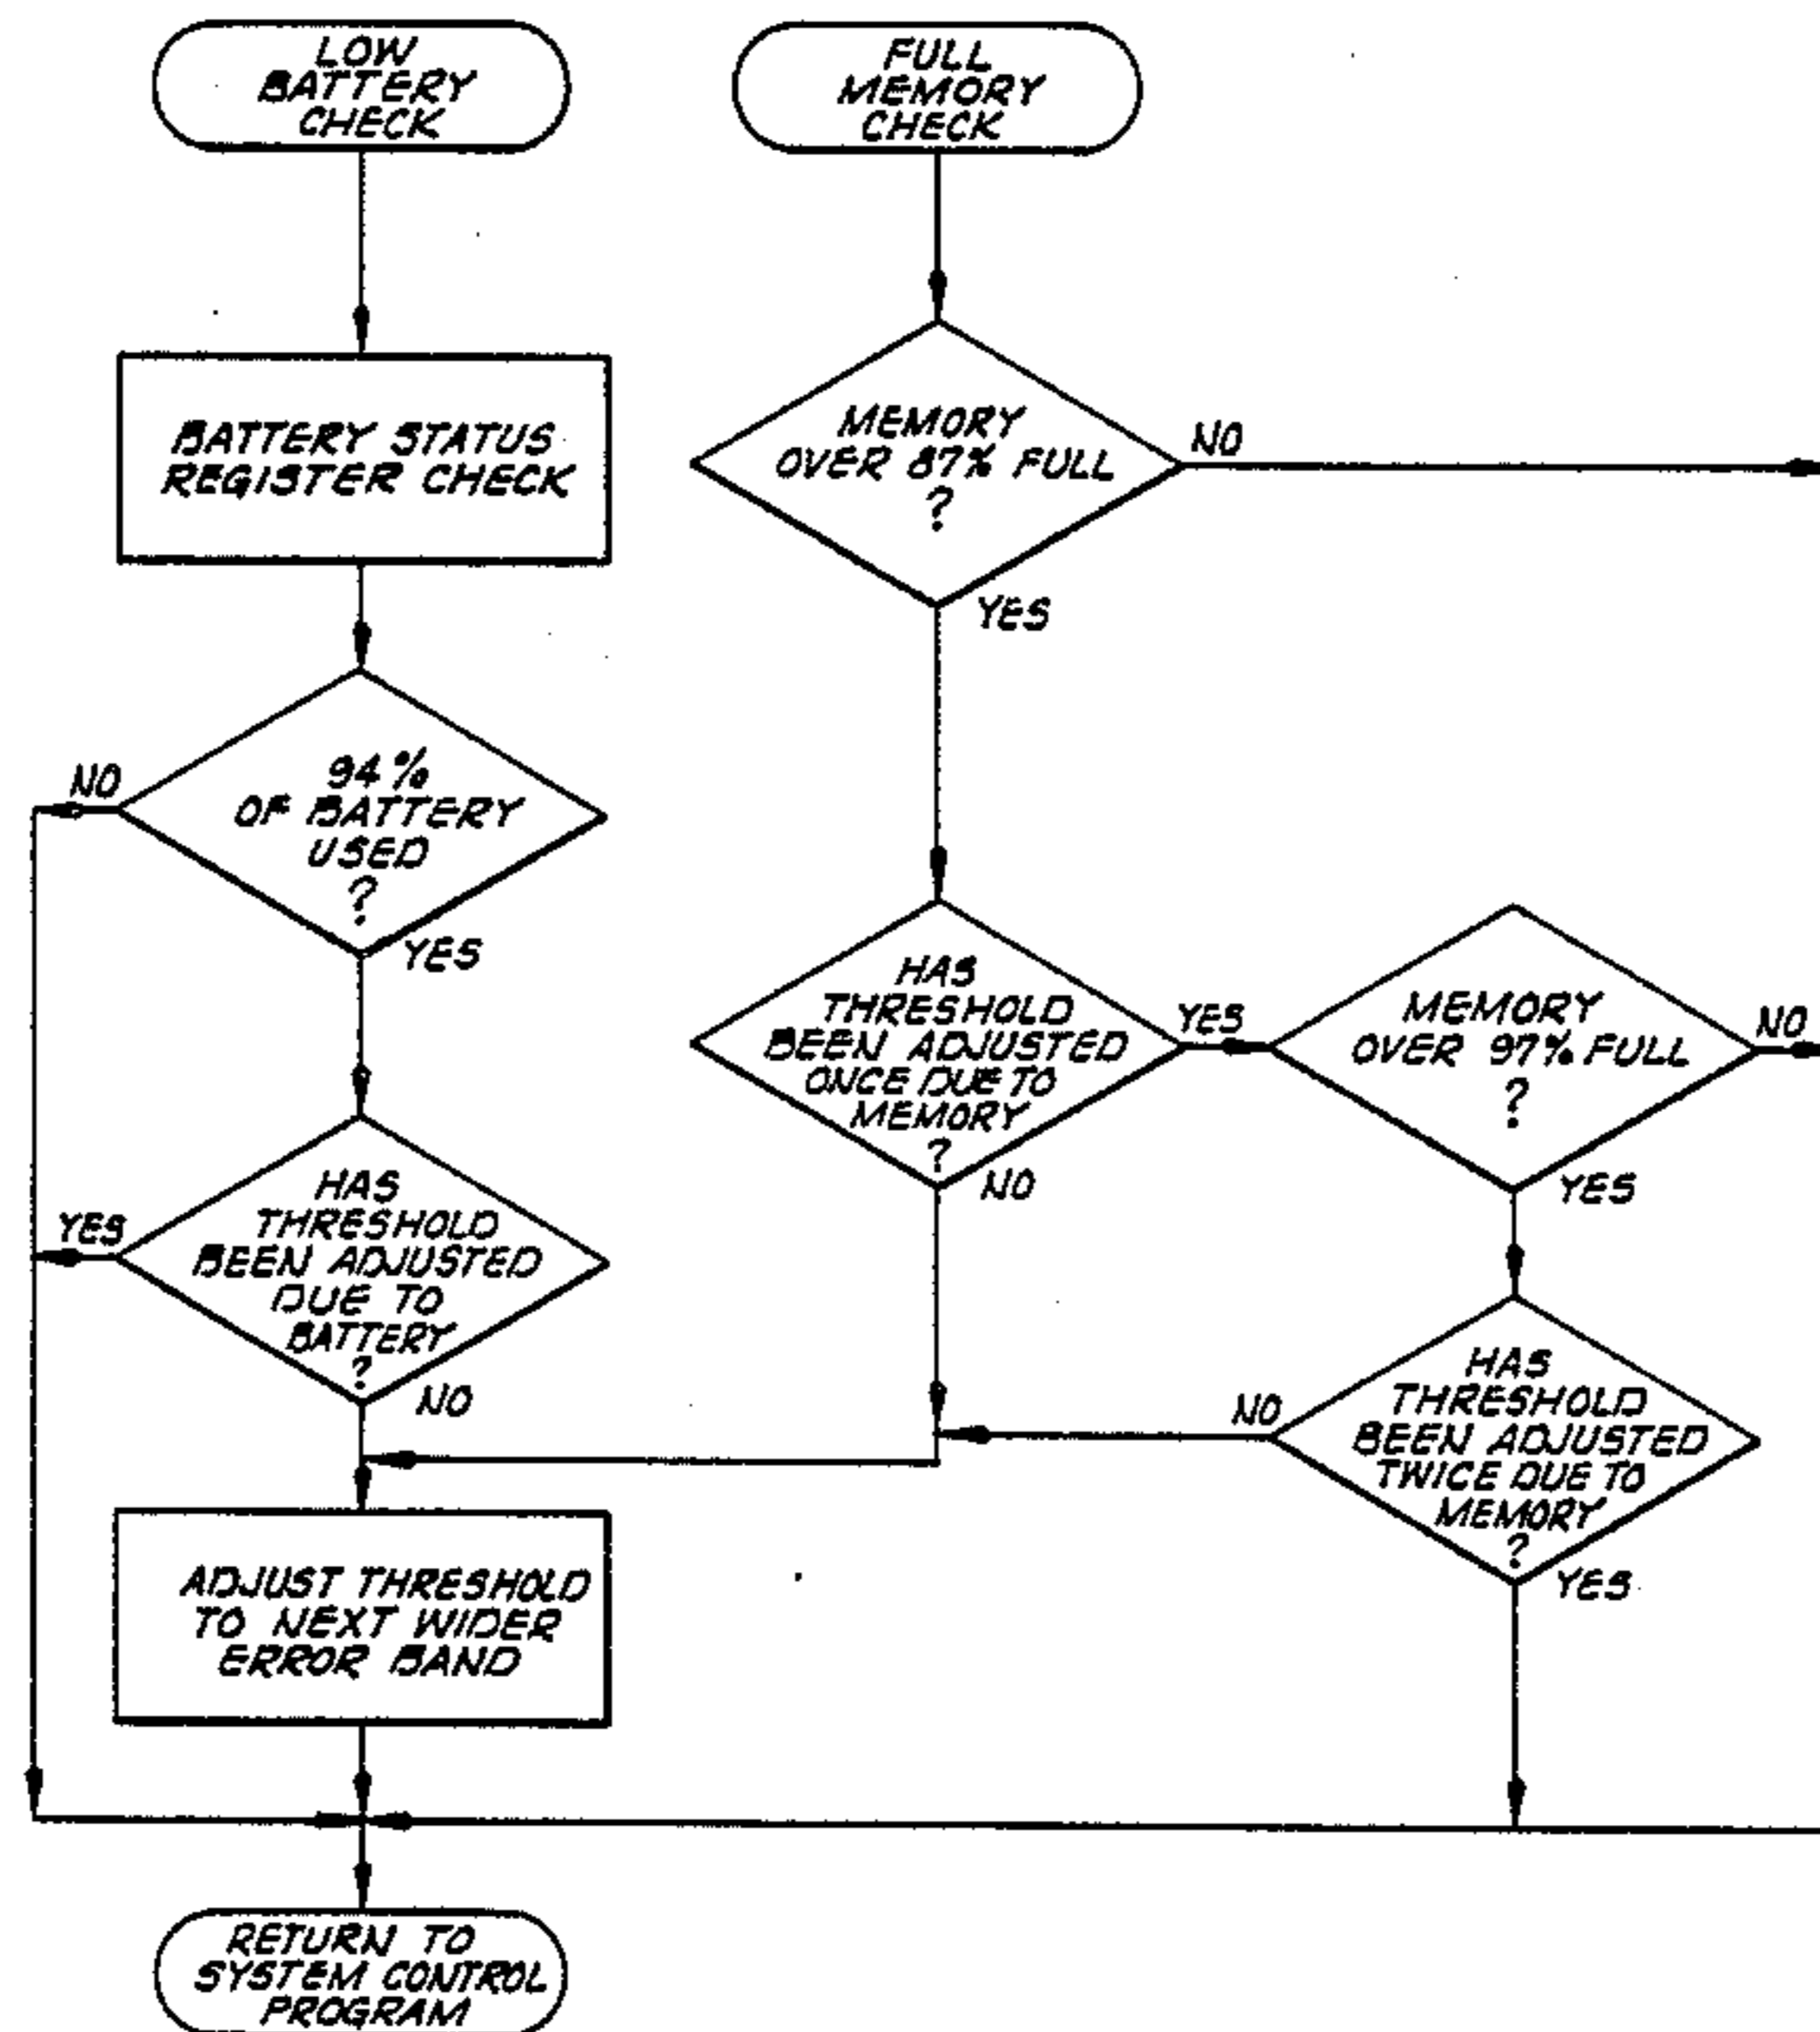 LOW
BATTERY
CHECK
BATTERY STATUS
REGISTER CHECK
94%
OF BATTERY
USED
?
NO
YES
HAS
THRESHOLD
BEEN ADJUSTED
DUE TO
BATTERY
?
YES
NO
ADJUST THRESHOLD
TO NEXT WIDER
ERROR BAND
RETURN TO
SYSTEM CONTROL
PROGRAM
FULL
MEMORY
CHECK
MEMORY
OVER 87% FULL
?
NO
YES
HAS
THRESHOLD
BEEN ADJUSTED
ONCE DUE TO
MEMORY
?
YES
NO
MEMORY
OVER 97% FULL
?
NO
YES
HAS
THRESHOLD
BEEN ADJUSTED
TWICE DUE TO
MEMORY
?
NO
YES